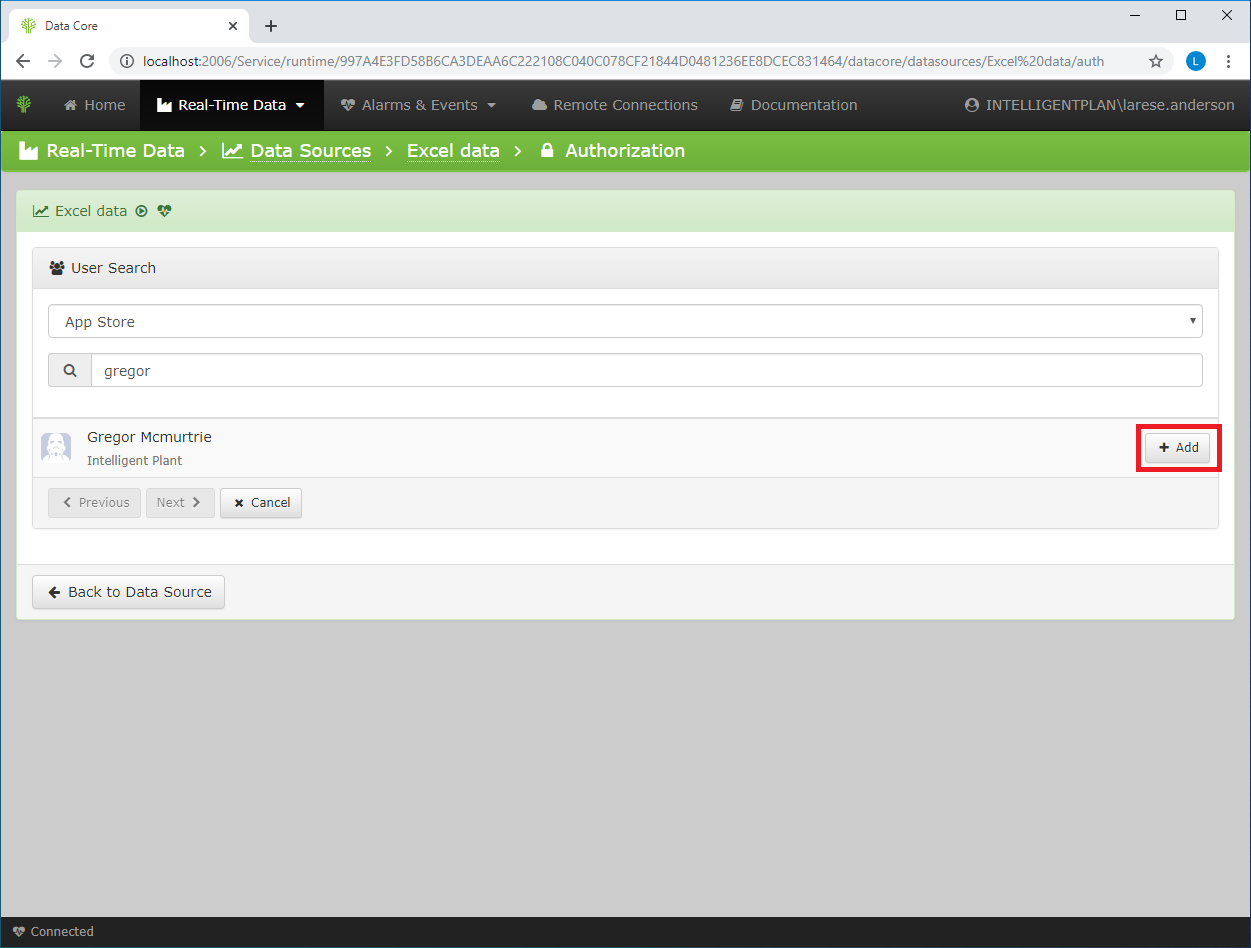 Data Core
localhost:2006/Service/runtime/997A4E3FD58B6CA3DEAA6C222108C040C078CF21844D0481236EE8DCEC831464/datacore/datasources/Excel%20data/auth
L
Home Real-Time Data Alarms & Events Remote Connections Documentation INTELLIGENTPLAN\larese.anderson
Real-Time Data > Data Sources > Excel data > Authorization
Excel data
User Search
App Store
gregor
Gregor Mcmurtrie
Intelligent Plant
+ Add
Previous Next Cancel
Back to Data Source
Connected